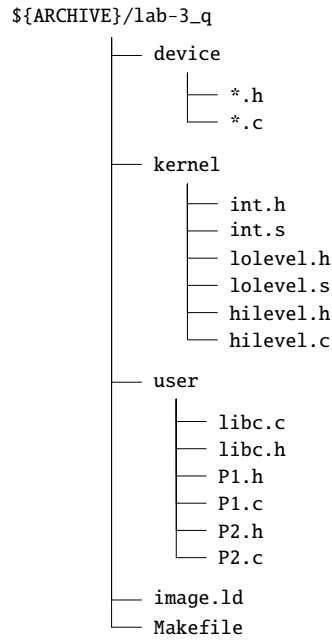 ${ARCHIVE}/lab-3_q
device
*.h
*.c
kernel
int.h
int.s
lolevel.h
lolevel.s
hilevel.h
hilevel.c
user
libc.c
libc.h
P1.h
P1.c
P2.h
P2.c
image.ld
Makefile